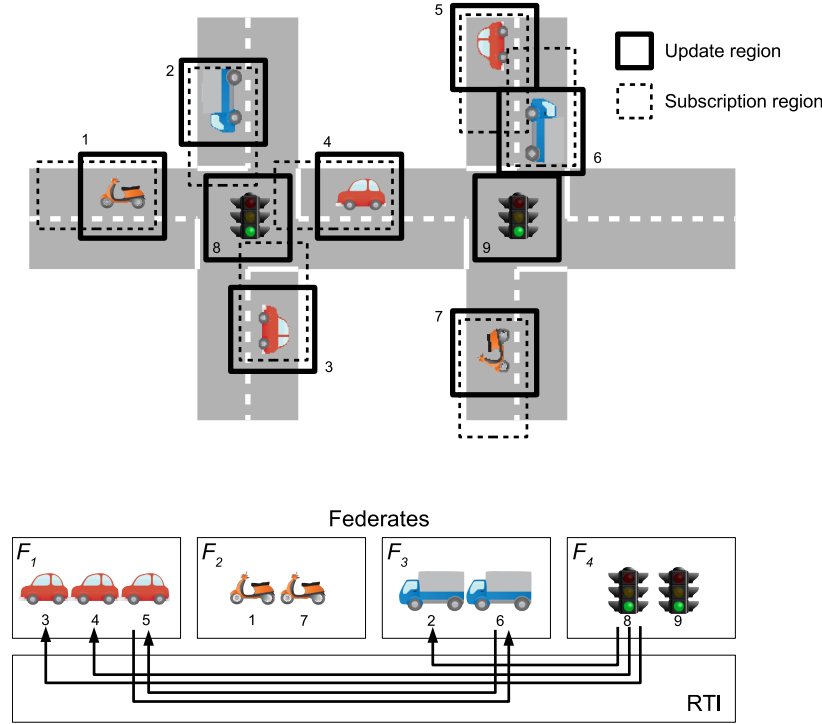 5
2
Update region
Subscription region
1
4
6
8
9
7
3
Federates
F1
F2
F3
F4
3 4 5
1 7
2 6
8 9
RTI